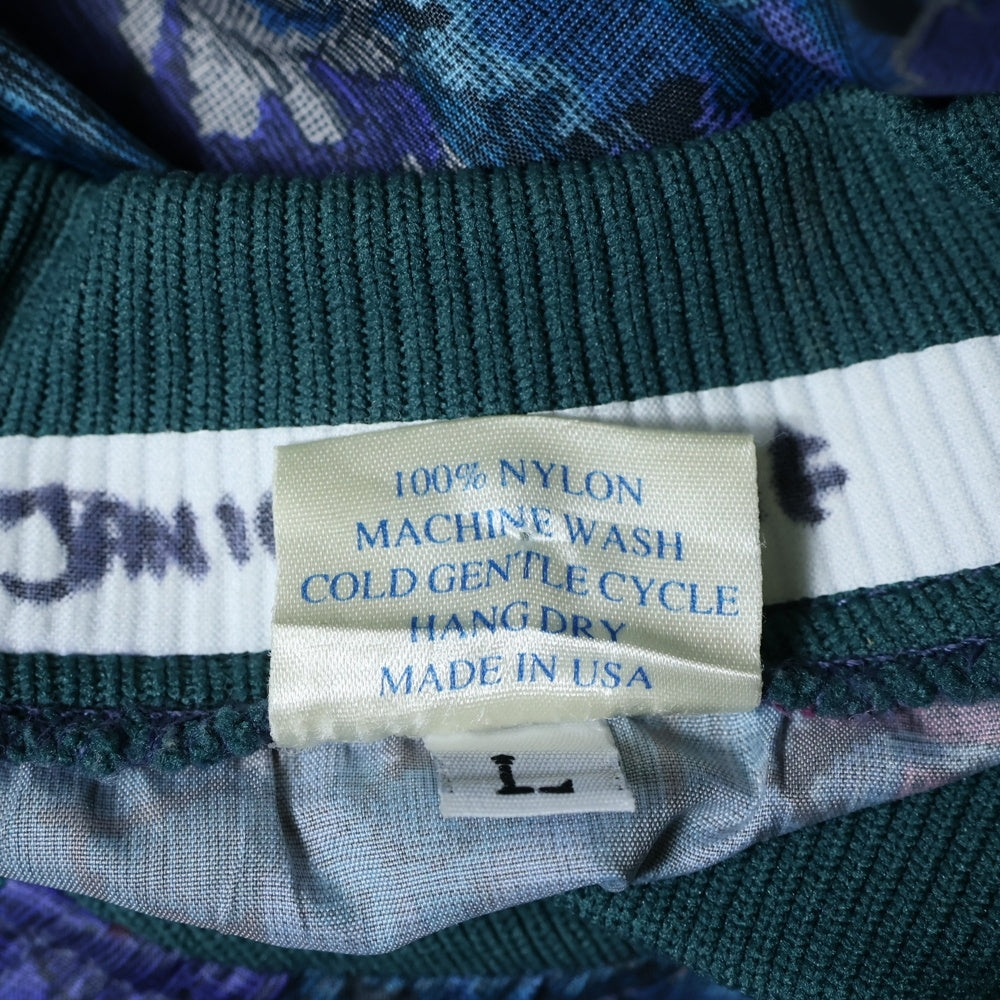 100% NYLON
MACHINE WASH
COLD GENTLE CYCLE
HANG DRY
MADE IN USA
L